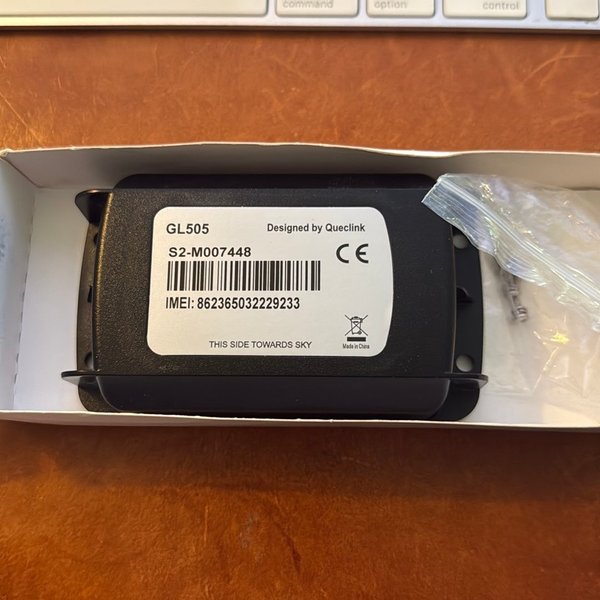 command
option
control
GL505
Designed by Queclink
S2-M007448
CE
IMEI: 862365032229233
THIS SIDE TOWARDS SKY
Made in China